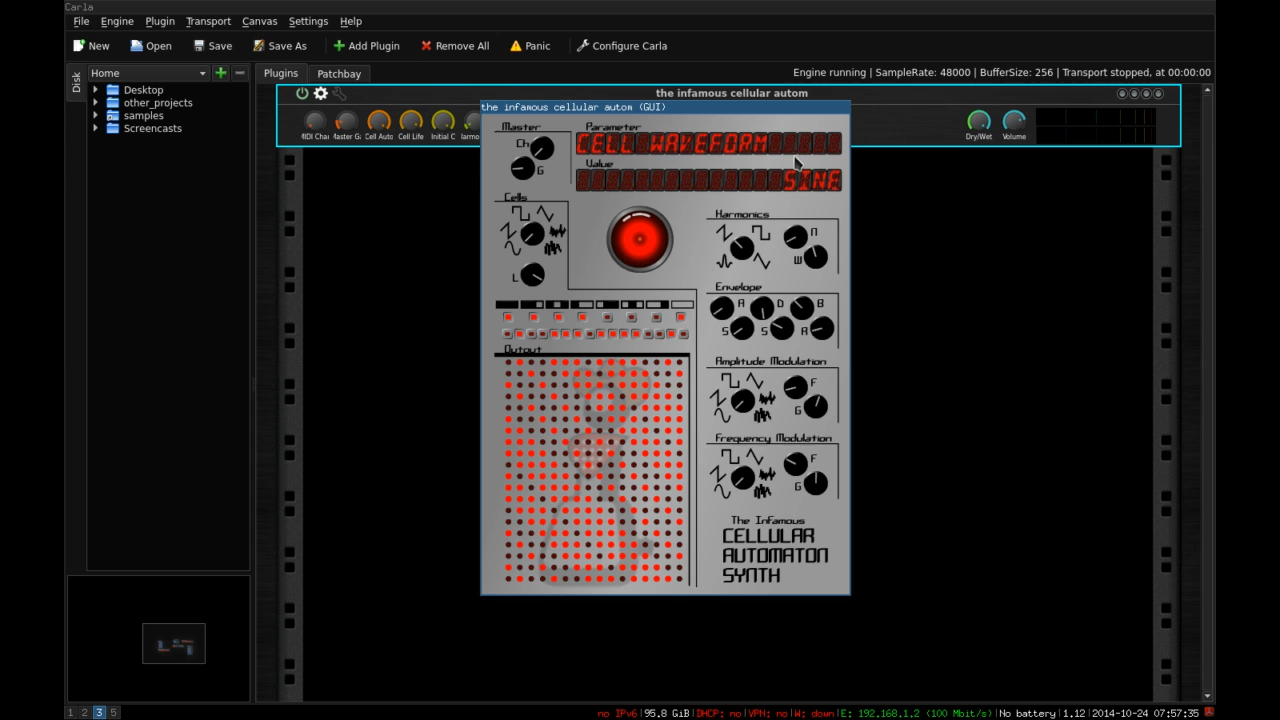 Carla
File Engine Plugin Transport Canvas Settings Help
New Open Save Save As Add Plugin Remove All Panic Configure Carla
Disk
Home
Desktop
other_projects
samples
Screencasts
Plugins Patchbay
Engine running | SampleRate: 48000 | BufferSize: 256 | Transport stopped, at 00:00:00
the infamous cellular autom
Cell Auto Cell Life Initial C
Dry/Wet Volume
the infamous cellular autom (GUI)
Master
Ch
G
Parameter
CELL WAVEFORM
Value
SINE
Cells
L
Harmonics
N
W
Envelope
A D B
S S R
Output
Amplitude Modulation
F
G
Frequency Modulation
F
G
The Infamous
CELLULAR
AUTOMATON
SYNTH
1 2 3 5
no IPv6|95.8 GiB|DHCP: no|VPN: no|W: down|E: 192.168.1.2 (100 Mbit/s)|No battery|1.12|2014-10-24 07:57:35